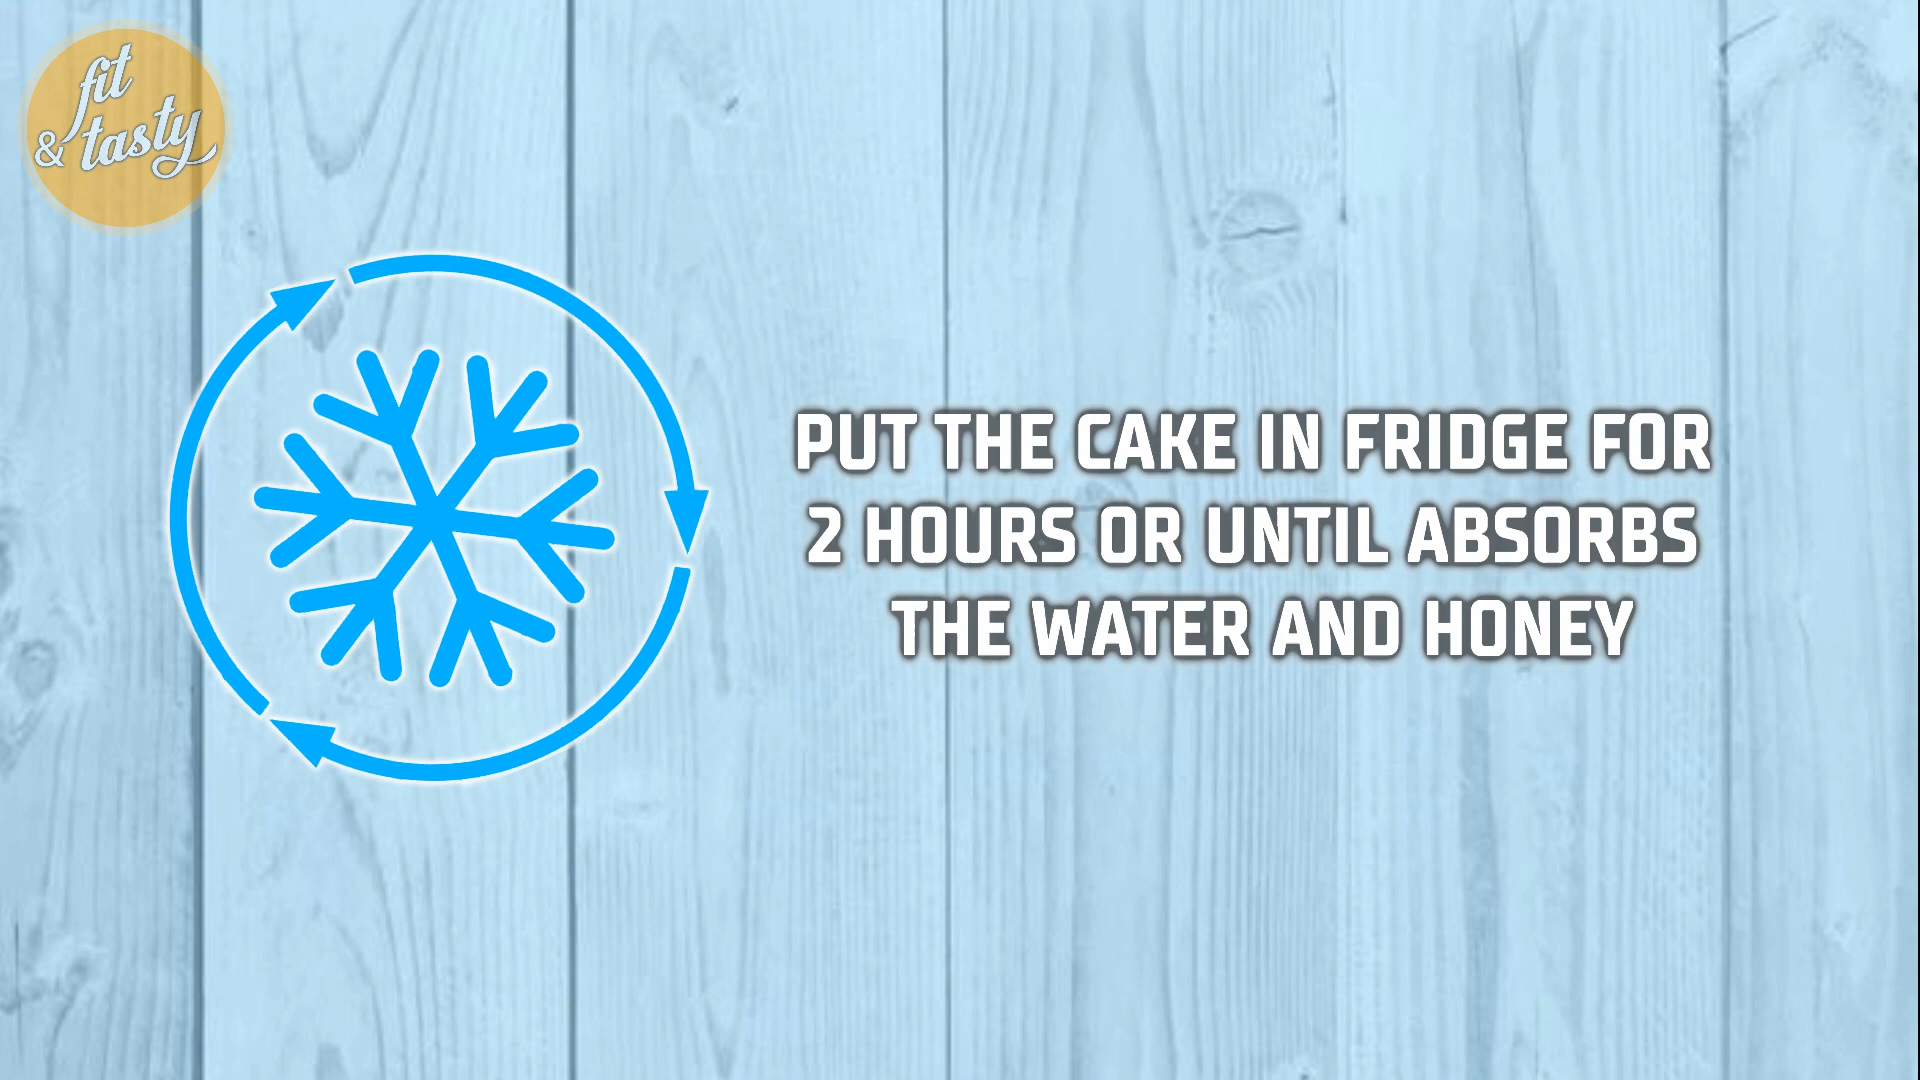 fit
& tasty
PUT THE CAKE IN FRIDGE FOR
2 HOURS OR UNTIL ABSORBS
THE WATER AND HONEY